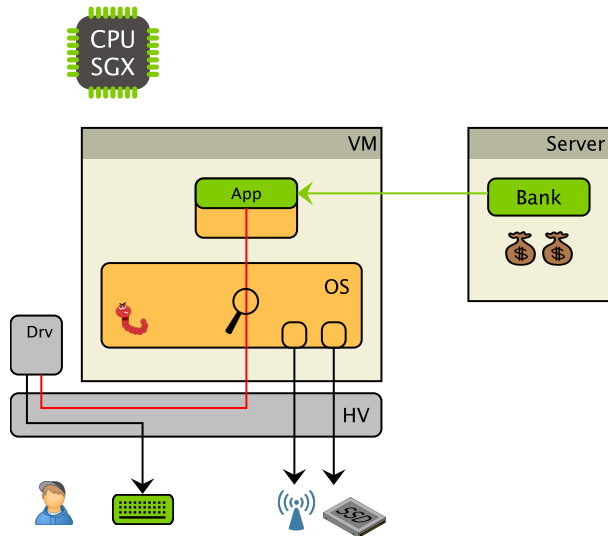 CPU
SGX
VM
Server
App
Bank
OS
Drv
HV
SSD